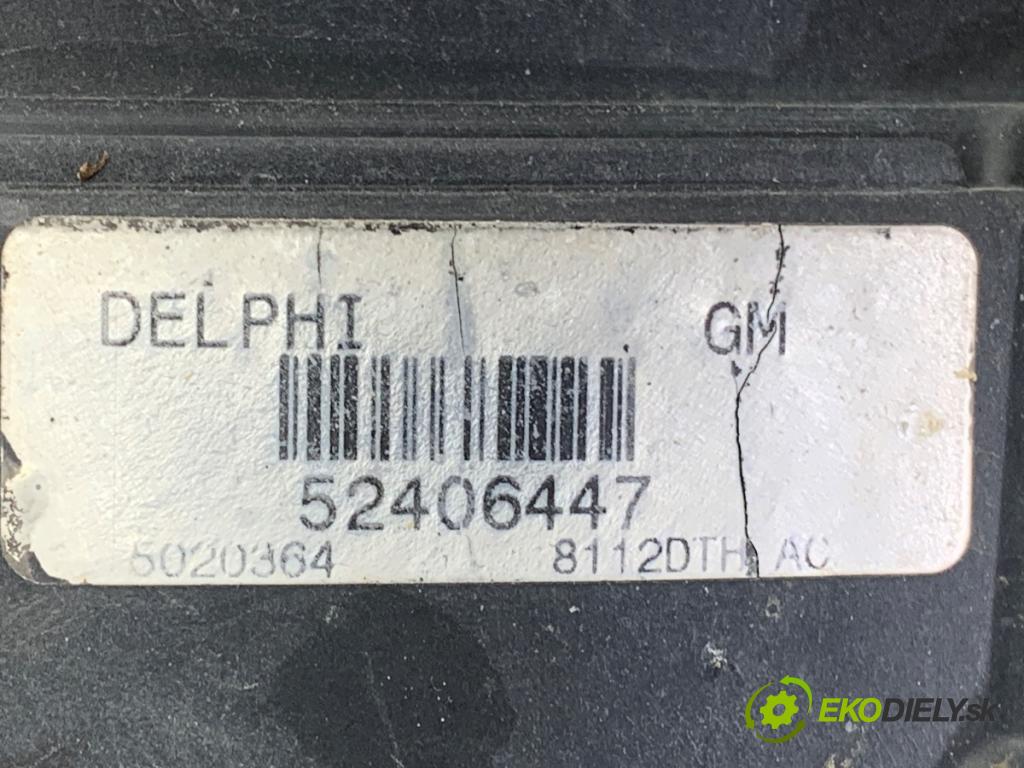 DELPHI GM
52406447
5020364 8112DTH AC
EKODIELY.sk